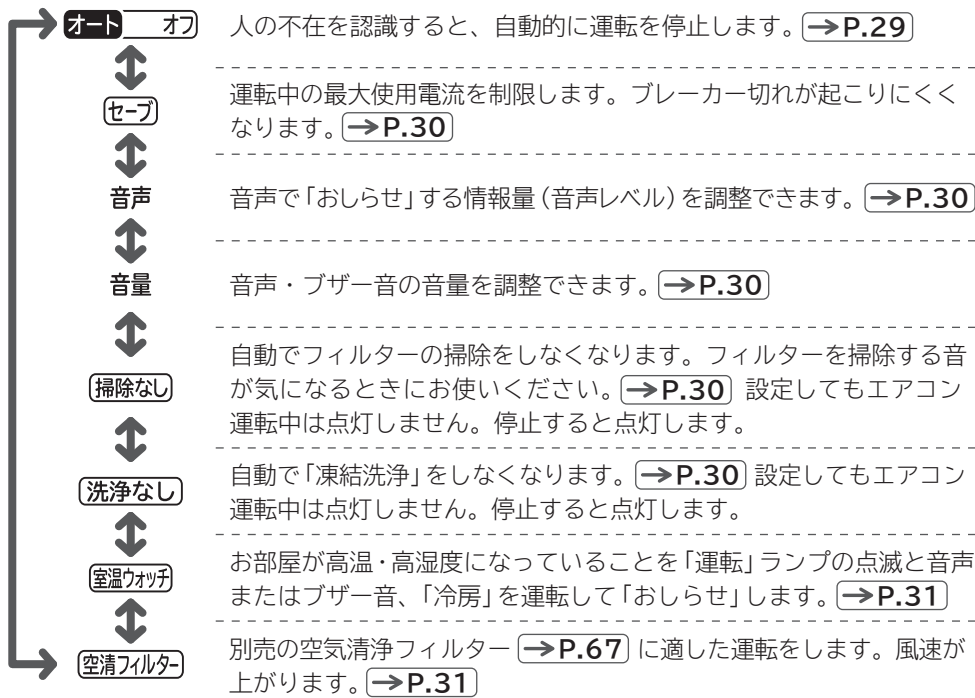 オート オフ 人の不在を認識すると、自動的に運転を停止します。→P.29
セーブ 運転中の最大使用電流を制限します。ブレーカー切れが起こりにくく
なります。→P.30
音声 音声で「おしらせ」する情報量(音声レベル)を調整できます。→P.30
音量 音声・ブザー音の音量を調整できます。→P.30
自動でフィルターの掃除をしなくなります。フィルターを掃除する音
掃除なし が気になるときにお使いください。→P.30 設定してもエアコン
運転中は点灯しません。停止すると点灯します。
洗浄なし 自動で「凍結洗浄」をしなくなります。→P.30 設定してもエアコン
運転中は点灯しません。停止すると点灯します。
室温ウォッチ お部屋が高温・高湿度になっていることを「運転」ランプの点滅と音声
またはブザー音、「冷房」を運転して「おしらせ」します。→P.31
空清フィルター 別売の空気清浄フィルター→P.67 に適した運転をします。風速が
上がります。→P.31